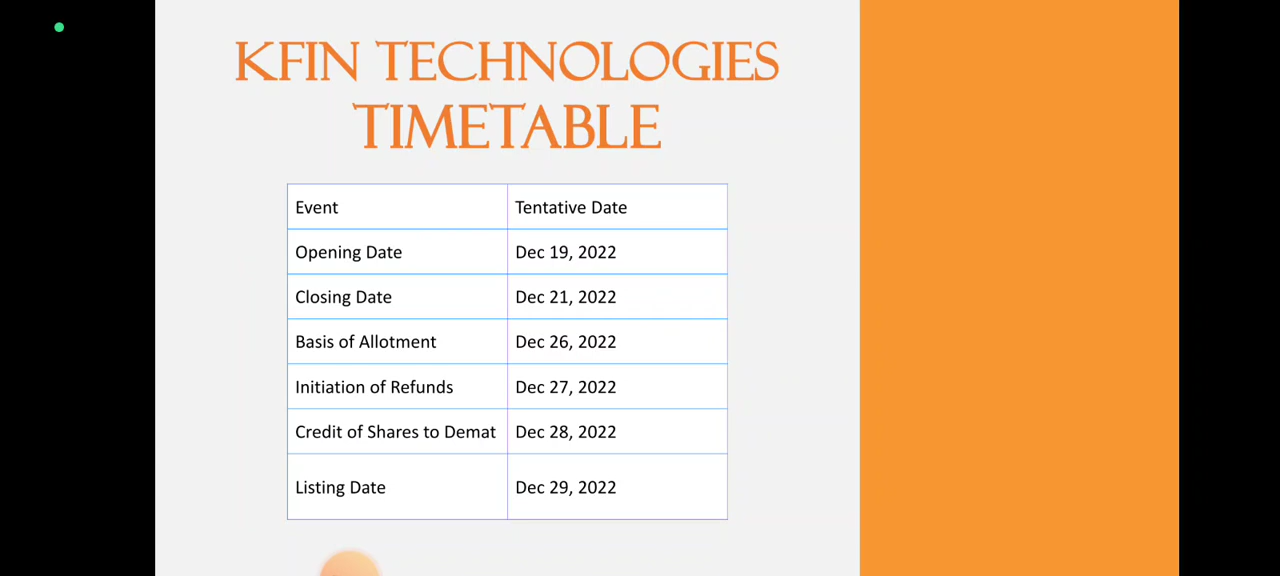 KFIN TECHNOLOGIES
TIMETABLE
Event Tentative Date
Opening Date Dec 19, 2022
Closing Date Dec 21, 2022
Basis of Allotment Dec 26, 2022
Initiation of Refunds Dec 27, 2022
Credit of Shares to Demat Dec 28, 2022
Listing Date Dec 29, 2022